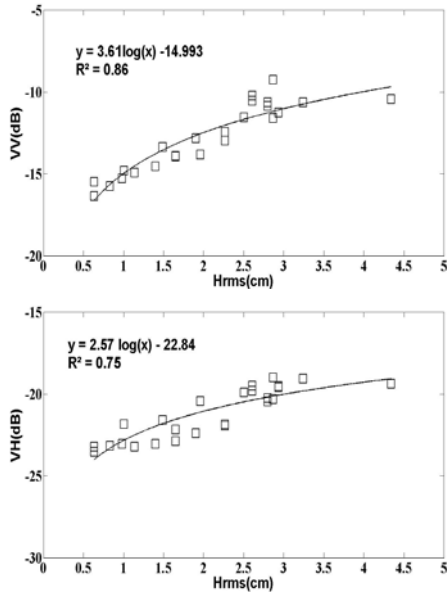 -5
y = 3.61log(x) -14.993
R² = 0.86
-10
VV(dB)
-15
-20
0 0.5 1 1.5 2 2.5 3 3.5 4 4.5 5
Hrms(cm)
-15
y = 2.57 log(x) - 22.84
R² = 0.75
-20
VH(dB)
-25
-30
0 0.5 1 1.5 2 2.5 3 3.5 4 4.5 5
Hrms(cm)